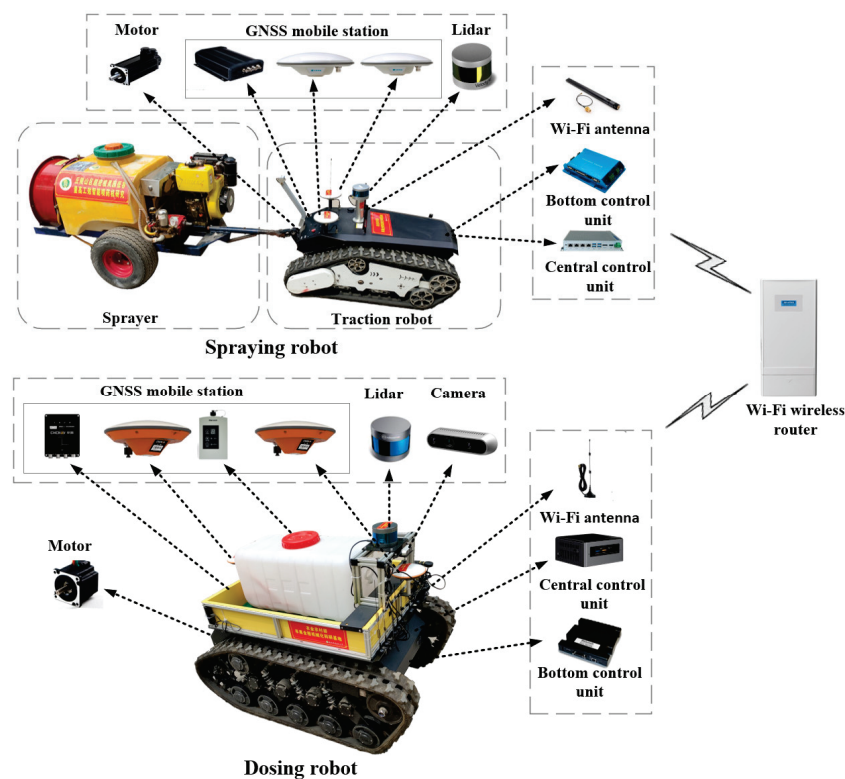 Motor
GNSS mobile station
Lidar
Wi-Fi antenna
Bottom control
unit
Central control
unit
Sprayer
Traction robot
Spraying robot
Wi-Fi wireless
router
GNSS mobile station
Lidar
Camera
Motor
Wi-Fi antenna
Central control
unit
Bottom control
unit
Dosing robot